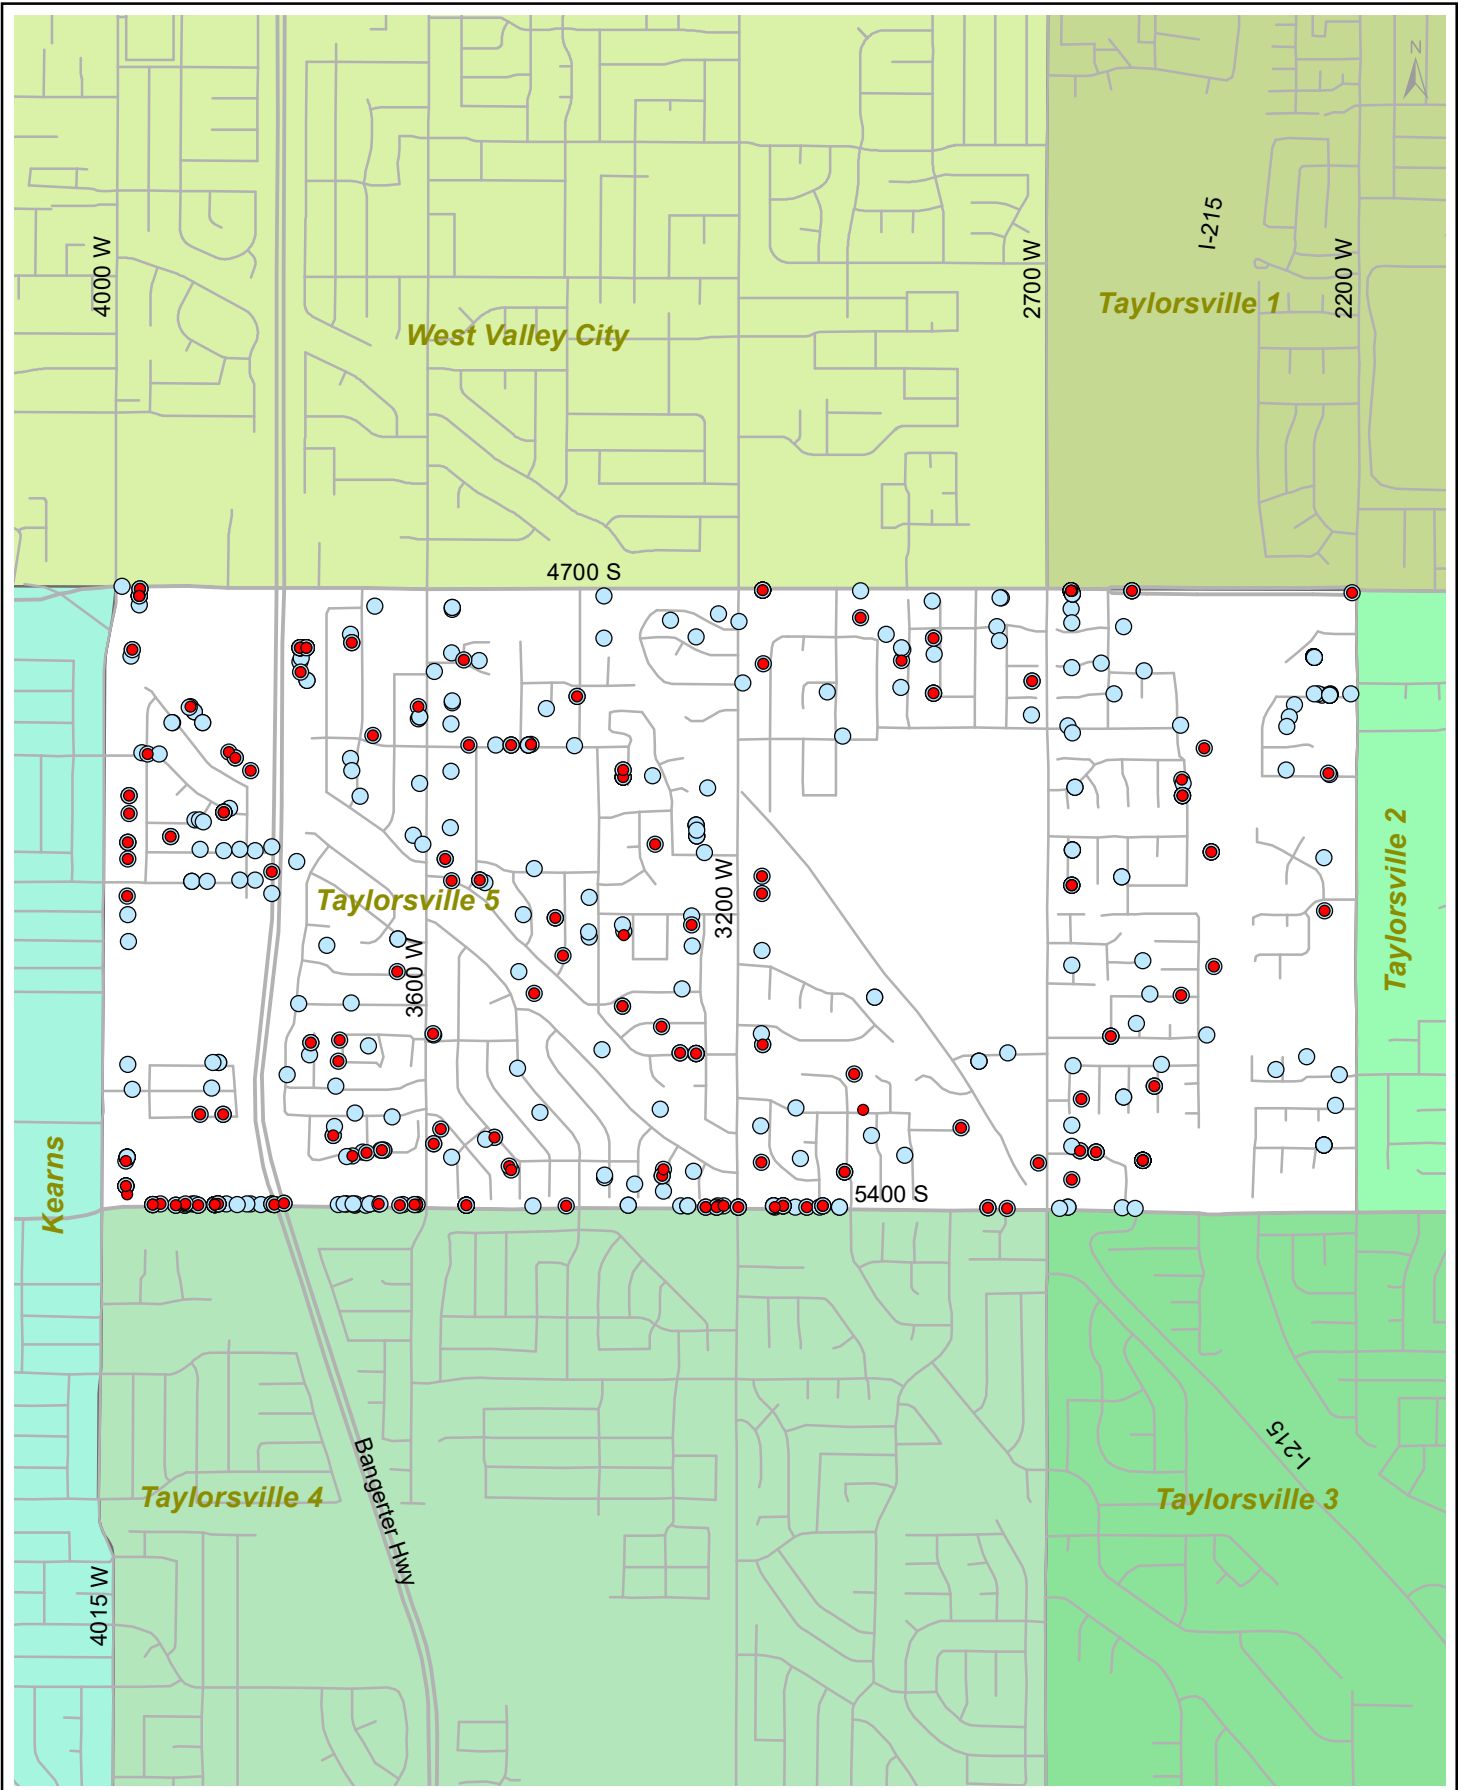 N
I-215
4000 W
2700 W
2200 W
Taylorsville 1
West Valley City
4700 S
Taylorsville 2
3200 W
Taylorsville 5
3600 W
Kearns
5400 S
I-215
Bangerter Hwy
Taylorsville 4
Taylorsville 3
4015 W